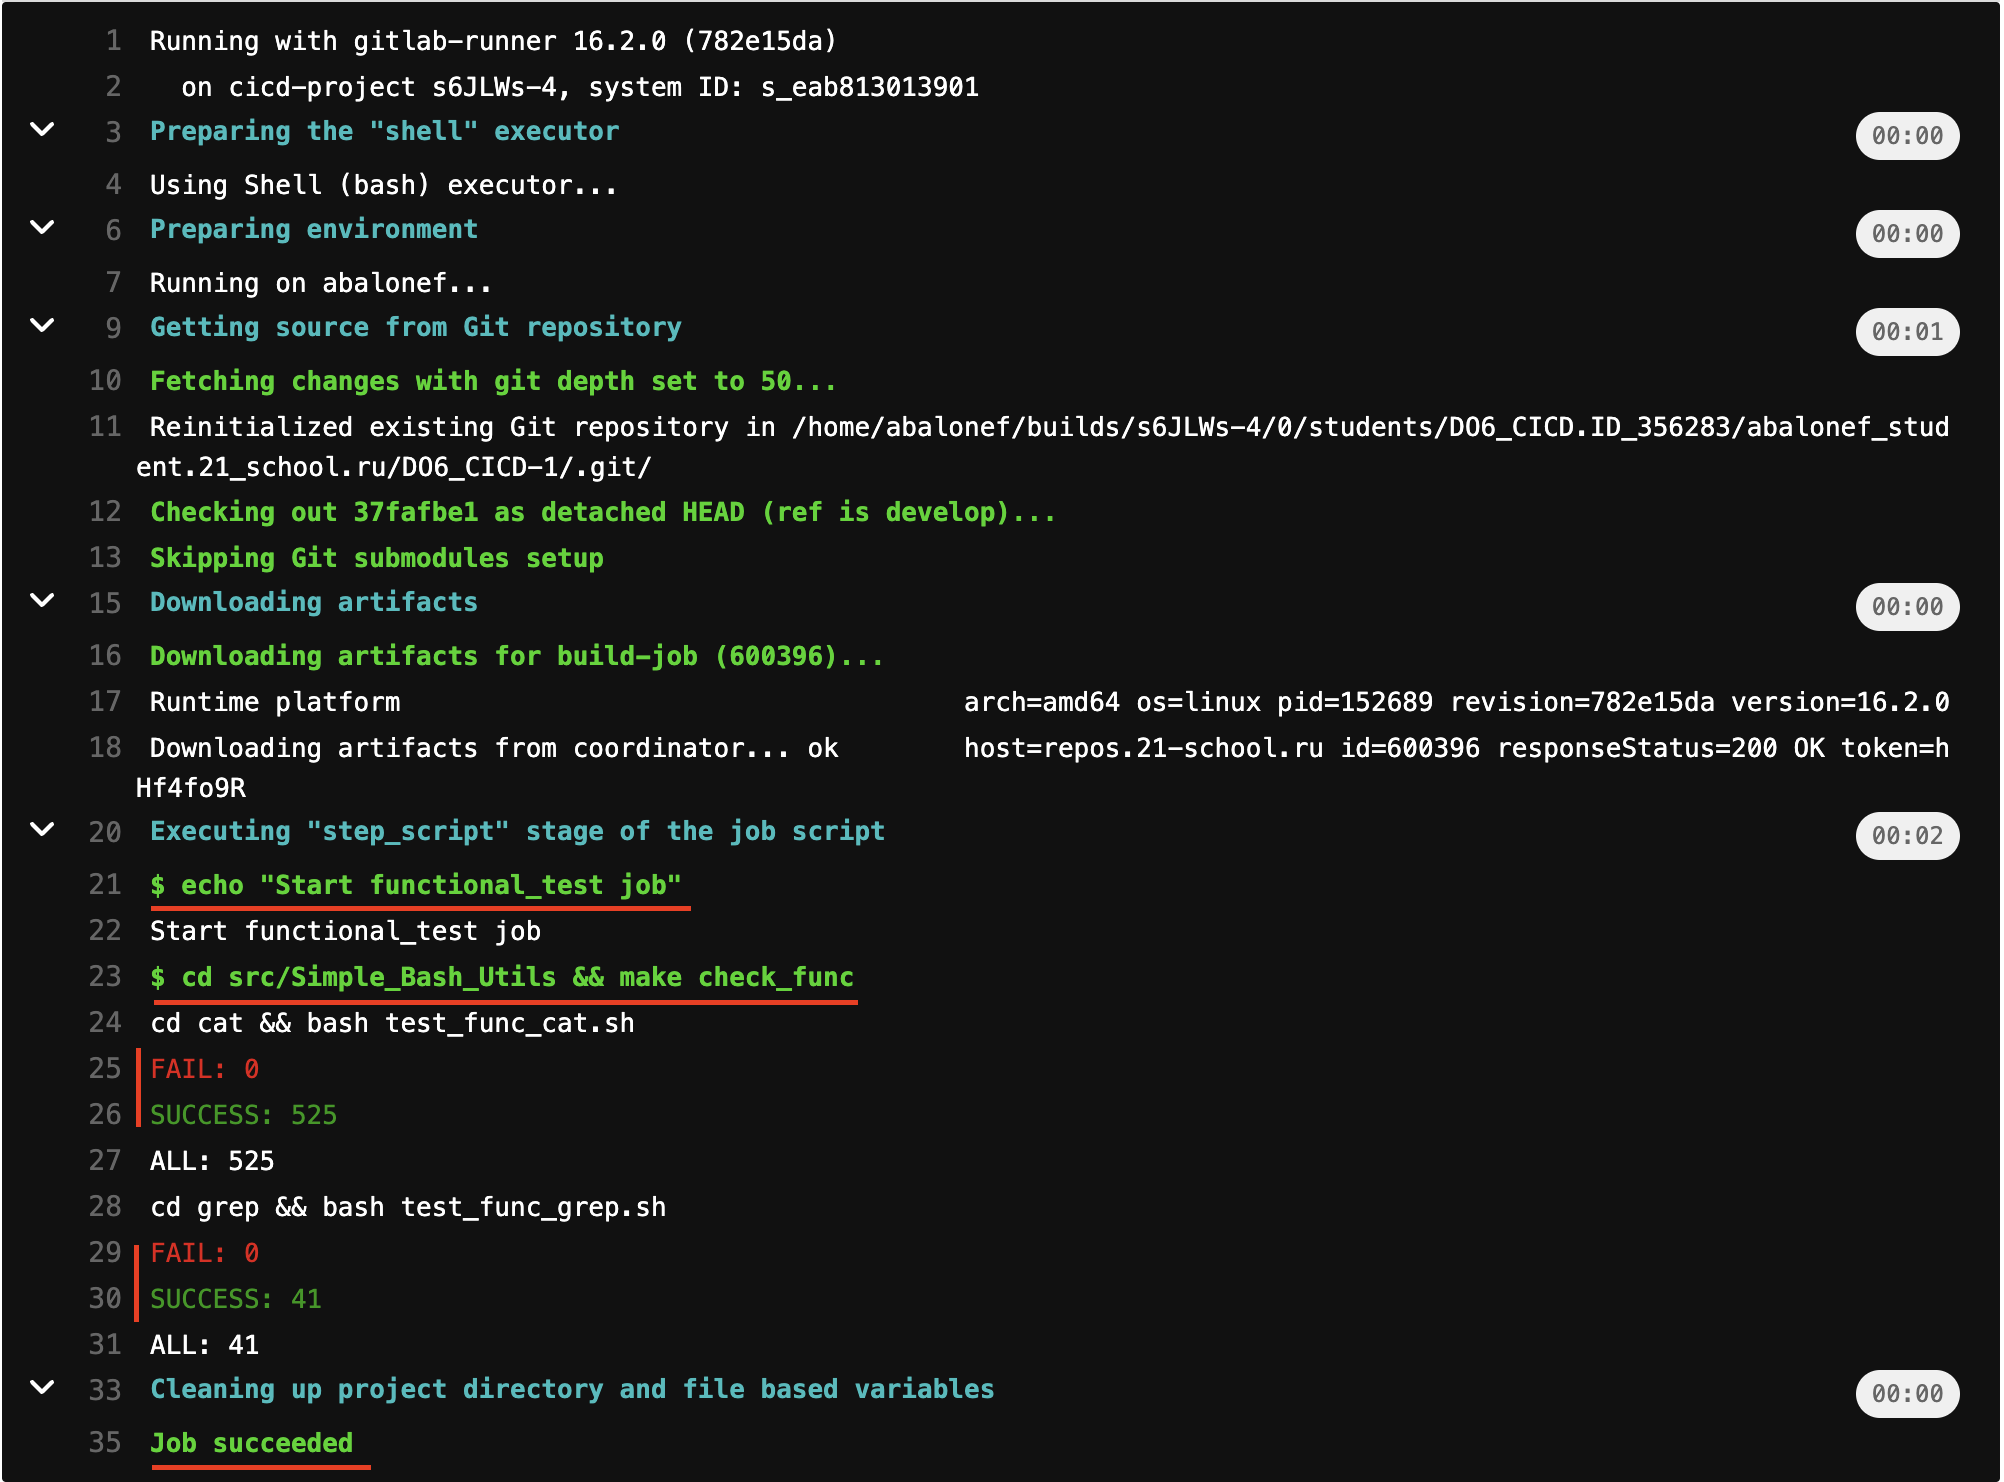 1 Running with gitlab-runner 16.2.0 (782e15da)
2 on cicd-project s6JLWs-4, system ID: s_eab813013901
3 Preparing the "shell" executor 00:00
4 Using Shell (bash) executor...
6 Preparing environment 00:00
7 Running on abalonef...
9 Getting source from Git repository 00:01
10 Fetching changes with git depth set to 50...
11 Reinitialized existing Git repository in /home/abalonef/builds/s6JLWs-4/0/students/DO6_CICD.ID_356283/abalonef_stud
ent.21_school.ru/DO6_CICD-1/.git/
12 Checking out 37fafbe1 as detached HEAD (ref is develop)...
13 Skipping Git submodules setup
15 Downloading artifacts 00:00
16 Downloading artifacts for build-job (600396)...
17 Runtime platform arch=amd64 os=linux pid=152689 revision=782e15da version=16.2.0
18 Downloading artifacts from coordinator... ok host=repos.21-school.ru id=600396 responseStatus=200 OK token=h
Hf4fo9R
20 Executing "step_script" stage of the job script 00:02
21 $ echo "Start functional_test job"
22 Start functional_test job
23 $ cd src/Simple_Bash_Utils && make check_func
24 cd cat && bash test_func_cat.sh
25 FAIL: 0
26 SUCCESS: 525
27 ALL: 525
28 cd grep && bash test_func_grep.sh
29 FAIL: 0
30 SUCCESS: 41
31 ALL: 41
33 Cleaning up project directory and file based variables 00:00
35 Job succeeded